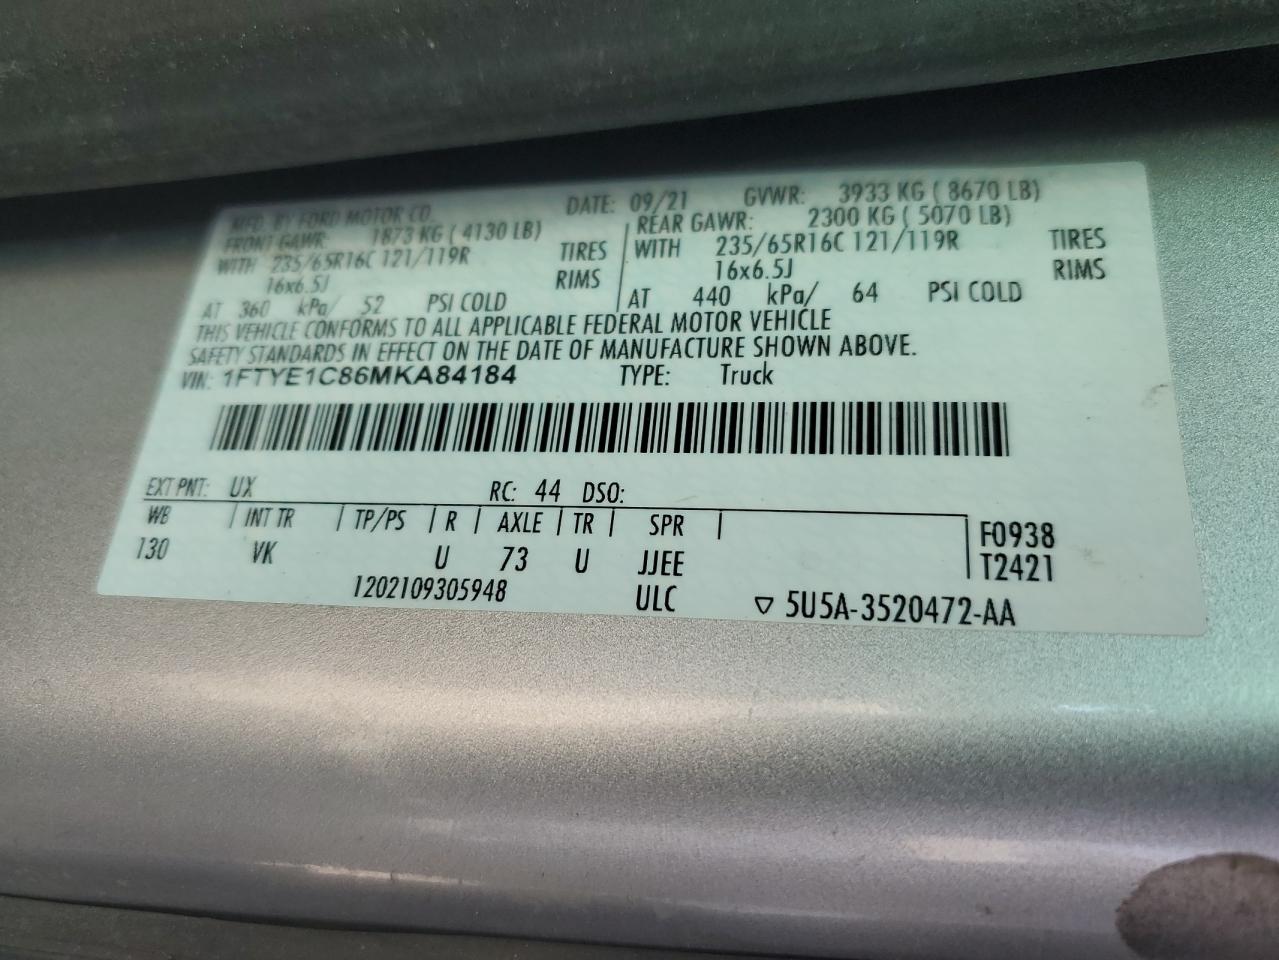 MFD. BY FORD MOTOR CO. DATE: 09/21 GVWR: 3933 KG ( 8670 LB)
FRONT GAWR: 1873 KG ( 4130 LB) REAR GAWR: 2300 KG ( 5070 LB)
WITH 235/65R16C 121/119R TIRES WITH 235/65R16C 121/119R TIRES
16x6.5J RIMS 16x6.5J RIMS
AT 360 kPa/ 52 PSI COLD AT 440 kPa/ 64 PSI COLD
THIS VEHICLE CONFORMS TO ALL APPLICABLE FEDERAL MOTOR VEHICLE
SAFETY STANDARDS IN EFFECT ON THE DATE OF MANUFACTURE SHOWN ABOVE.
VIN: 1FTYE1C86MKA84184 TYPE: Truck
EXT PNT: UX RC: 44 DSO:
WB | INT TR | TP/PS | R | AXLE | TR | SPR | F0938
130 VK U 73 U JJEE T2421
1202109305948 ULC ▽ 5U5A-3520472-AA